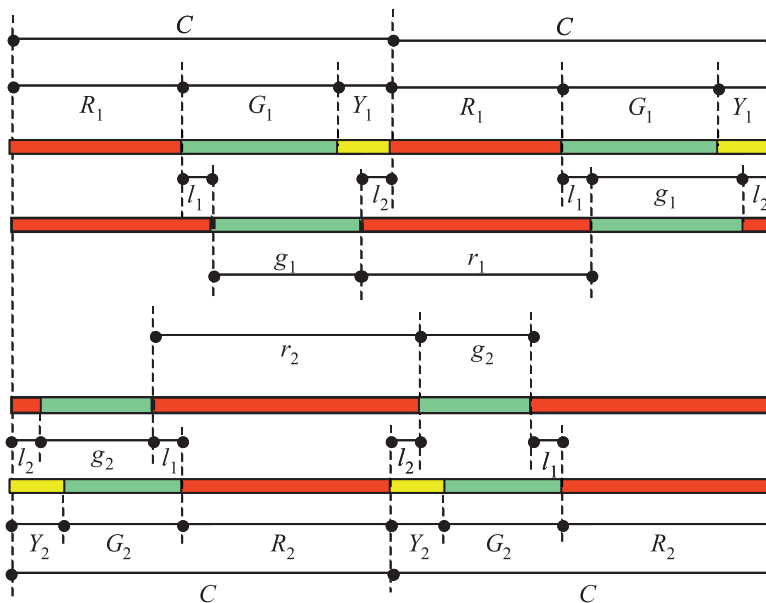 C C
R₁ G₁ Y₁ R₁ G₁ Y₁
l₁ l₂ l₁ g₁ l₂
g₁ r₁
r₂ g₂
l₂ g₂ l₁ l₂ l₁
Y₂ G₂ R₂ Y₂ G₂ R₂
C C